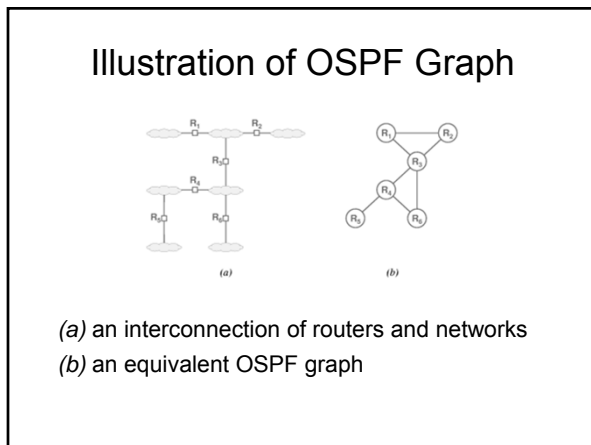 Illustration of OSPF Graph
R1 R2
R3
R4
R5 R6
(a)
R1 R2
R3
R4
R5 R6
(b)
(a) an interconnection of routers and networks
(b) an equivalent OSPF graph